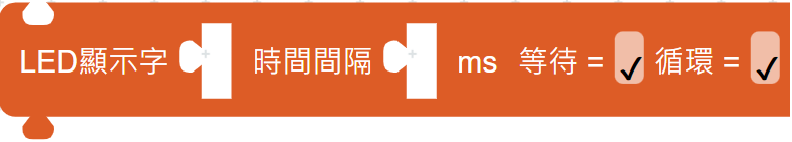 LED顯示字 時間間隔 ms 等待 = ✓ 循環 = ✓